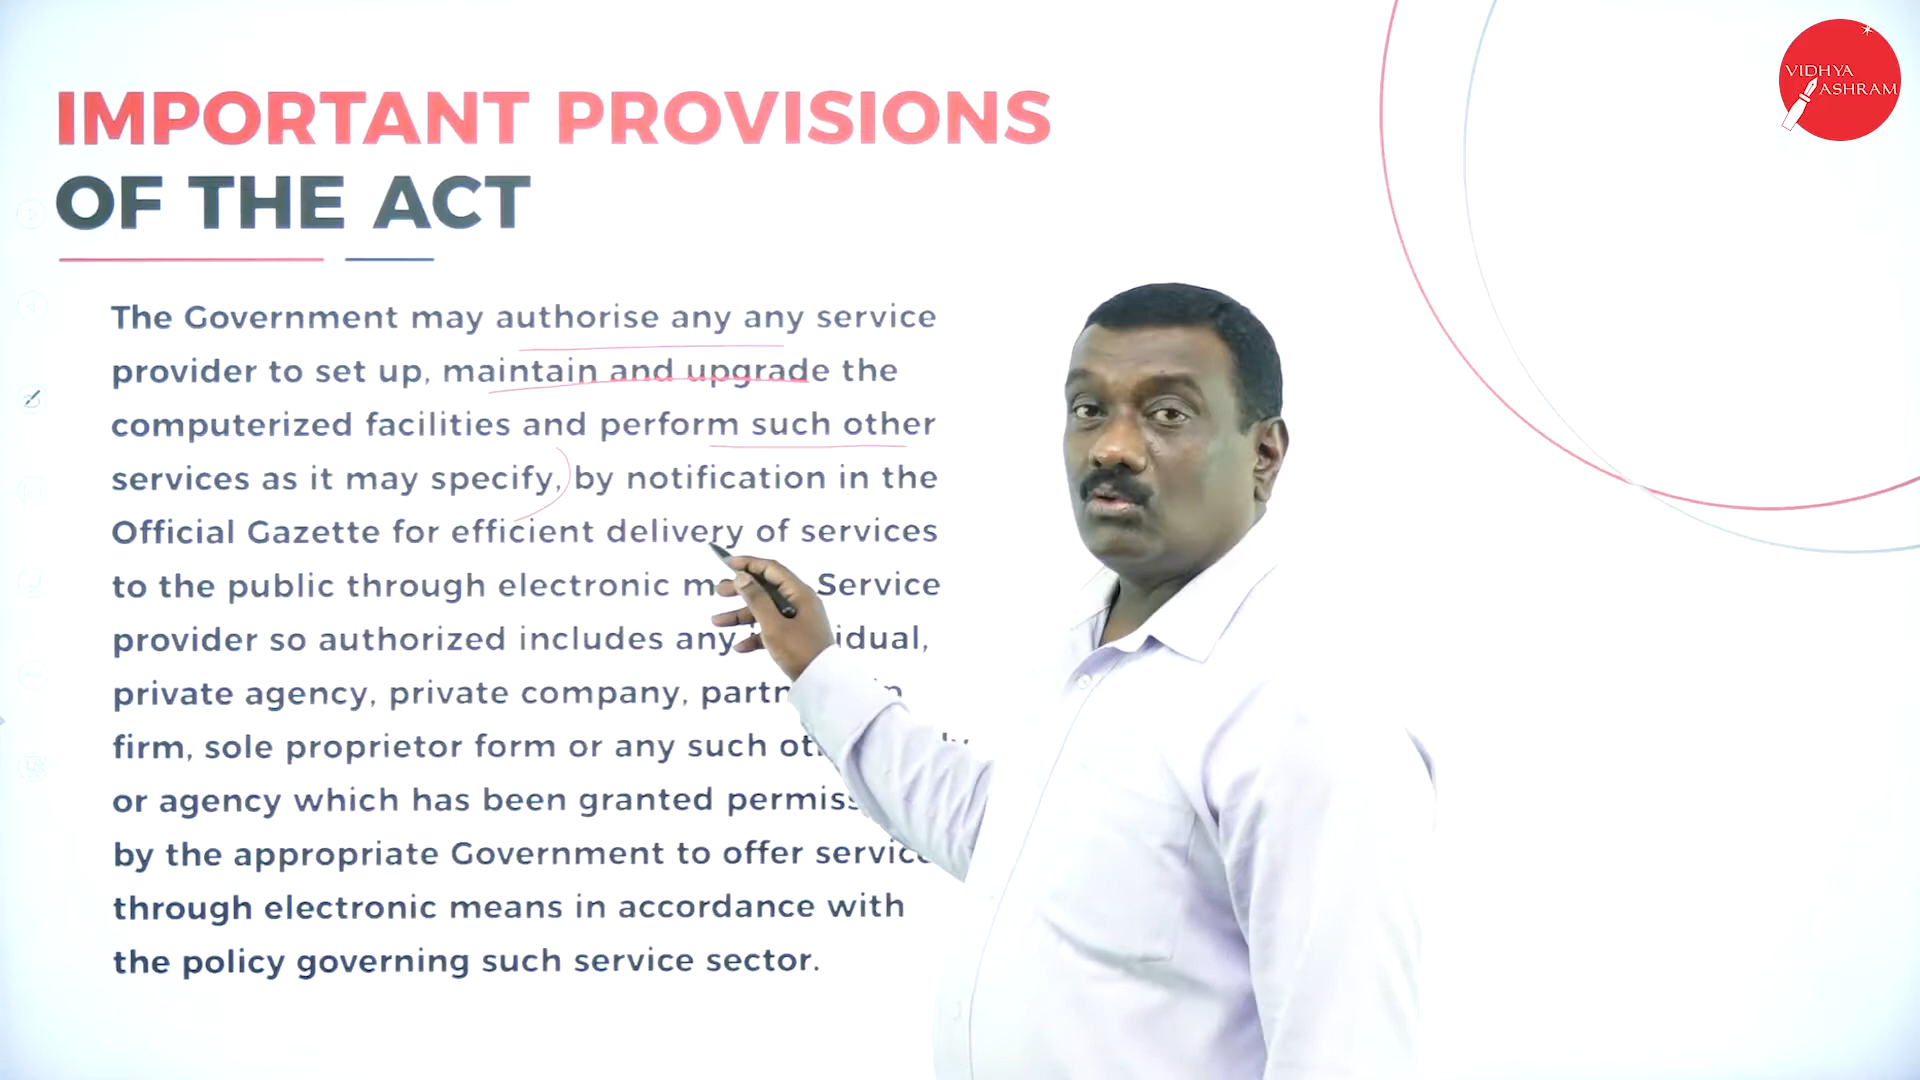 VIDHYA
ASHRAM
IMPORTANT PROVISIONS
OF THE ACT
The Government may authorise any any service
provider to set up, maintain and upgrade the
computerized facilities and perform such other
services as it may specify, by notification in the
Official Gazette for efficient delivery of services
to the public through electronic Service
provider so authorized includes any
private agency, private company,
firm, sole proprietor form or any such
or agency which has been granted
by the appropriate Government to offer
through electronic means in accordance with
the policy governing such service sector.